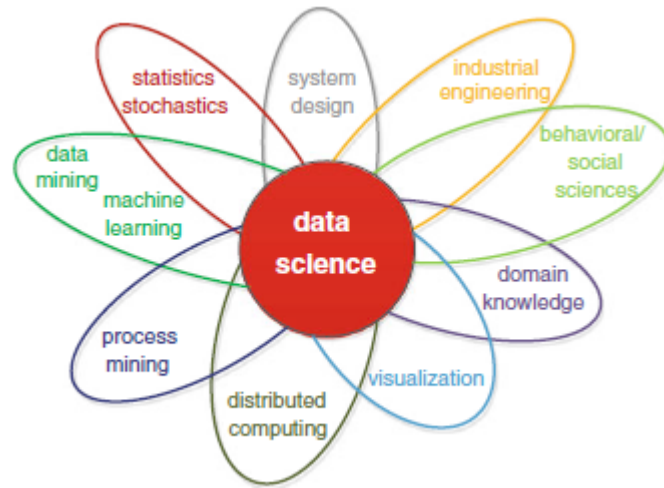 statistics
stochastics
system
design
industrial
engineering
behavioral/
social
sciences
data
mining
machine
learning
data
science
domain
knowledge
process
mining
visualization
distributed
computing